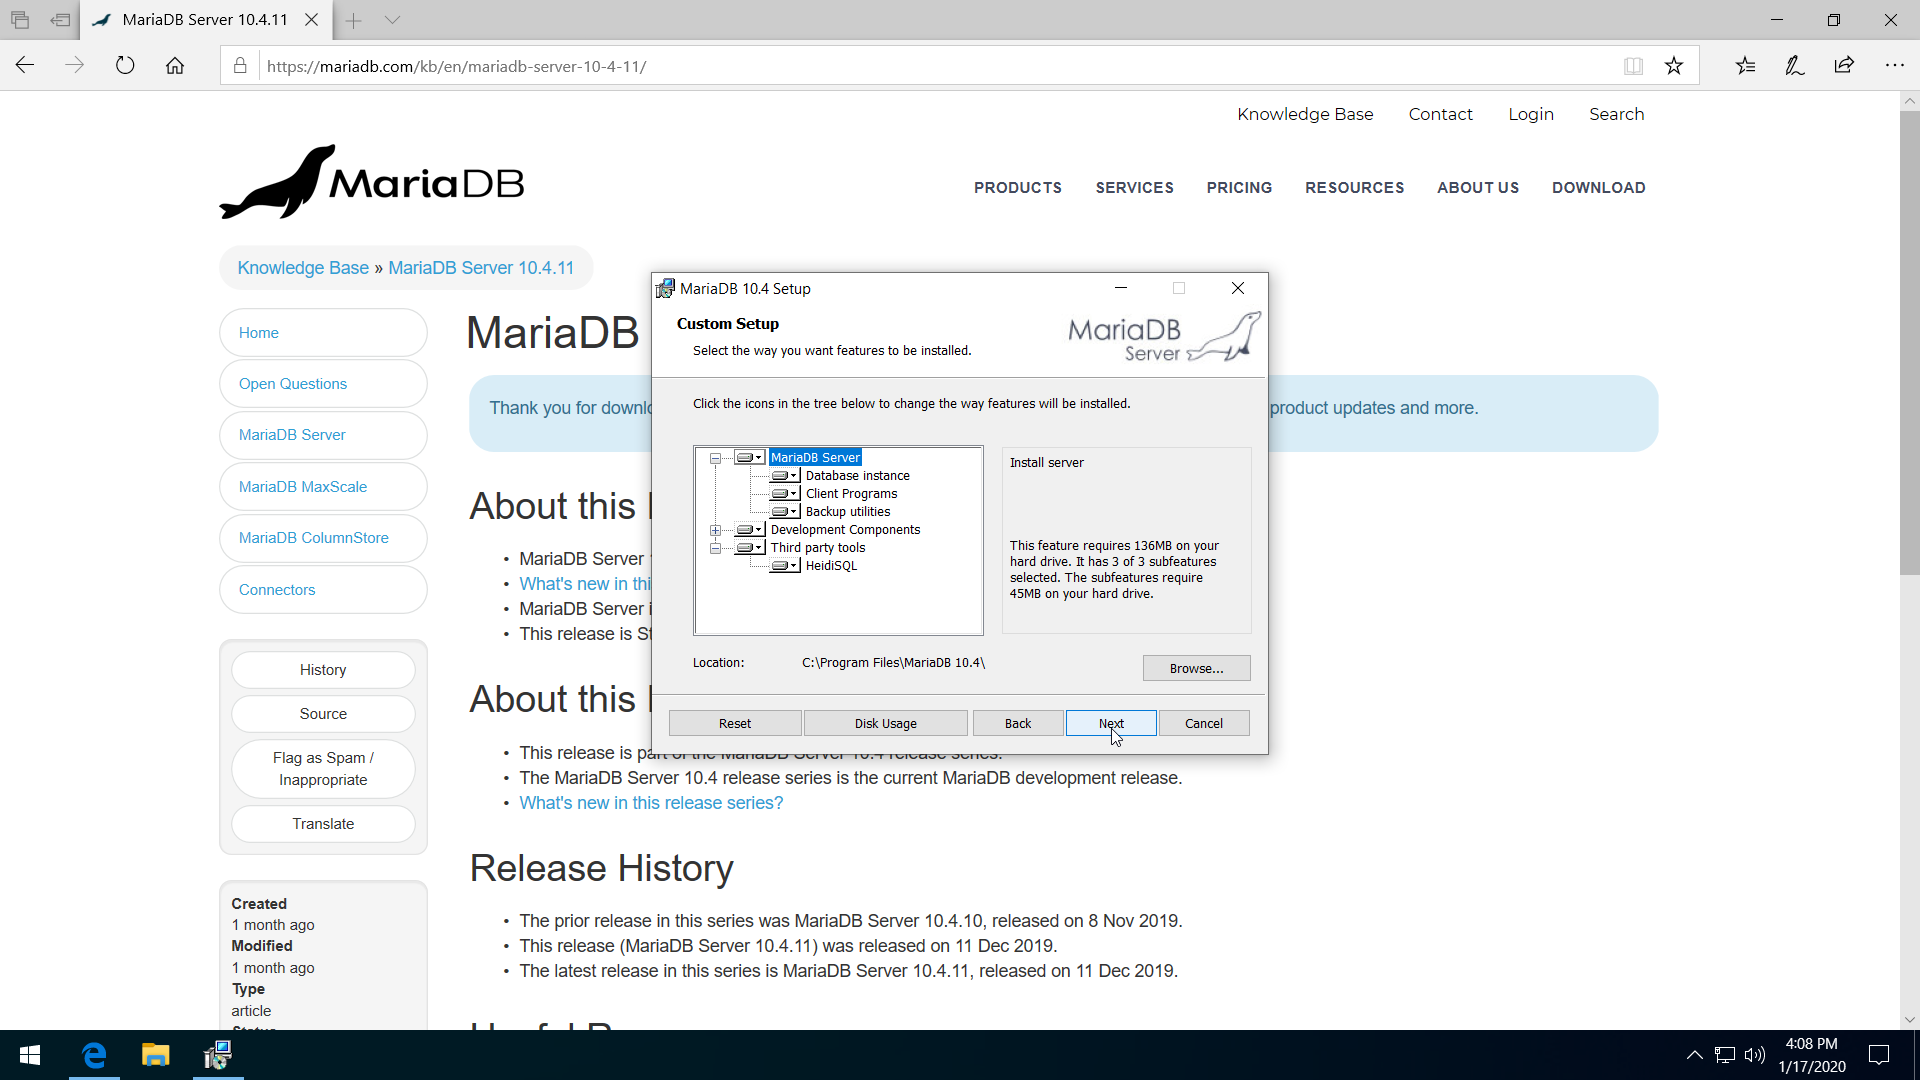 MariaDB Server 10.4.11
https://mariadb.com/kb/en/mariadb-server-10-4-11/
Knowledge Base Contact Login Search
MariaDB
PRODUCTS SERVICES PRICING RESOURCES ABOUT US DOWNLOAD
Knowledge Base » MariaDB Server 10.4.11
Home
Open Questions
MariaDB Server
MariaDB MaxScale
MariaDB ColumnStore
Connectors
History
Source
Flag as Spam /
Inappropriate
Translate
Created
1 month ago
Modified
1 month ago
Type
article
MariaDB
Thank you for product updates and more.
About this
MariaDB Server
What's new in
MariaDB Server
This release is
About this
This release is part of the MariaDB Server 10.4 release series.
The MariaDB Server 10.4 release series is the current MariaDB development release.
What's new in this release series?
Release History
The prior release in this series was MariaDB Server 10.4.10, released on 8 Nov 2019.
This release (MariaDB Server 10.4.11) was released on 11 Dec 2019.
The latest release in this series is MariaDB Server 10.4.11, released on 11 Dec 2019.
MariaDB 10.4 Setup
Custom Setup
Select the way you want features to be installed.
MariaDB
Server
Click the icons in the tree below to change the way features will be installed.
MariaDB Server
Database instance
Client Programs
Backup utilities
Development Components
Third party tools
HeidiSQL
Install server
This feature requires 136MB on your
hard drive. It has 3 of 3 subfeatures
selected. The subfeatures require
45MB on your hard drive.
Location: C:\Program Files\MariaDB 10.4\
Browse...
Reset Disk Usage Back Next Cancel
4:08 PM
1/17/2020